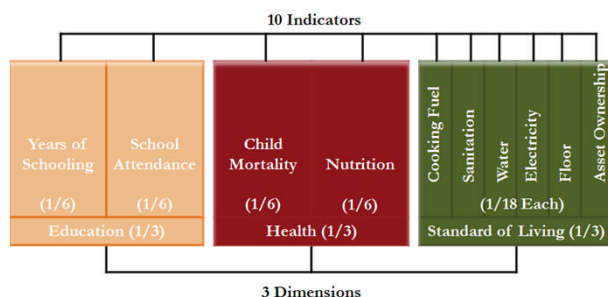 10 Indicators
Years of
Schooling
(1/6)
School
Attendance
(1/6)
Education (1/3)
Child
Mortality
(1/6)
Nutrition
(1/6)
Health (1/3)
Cooking Fuel
Sanitation
Water
Electricity
Floor
Asset Ownership
(1/18 Each)
Standard of Living (1/3)
3 Dimensions